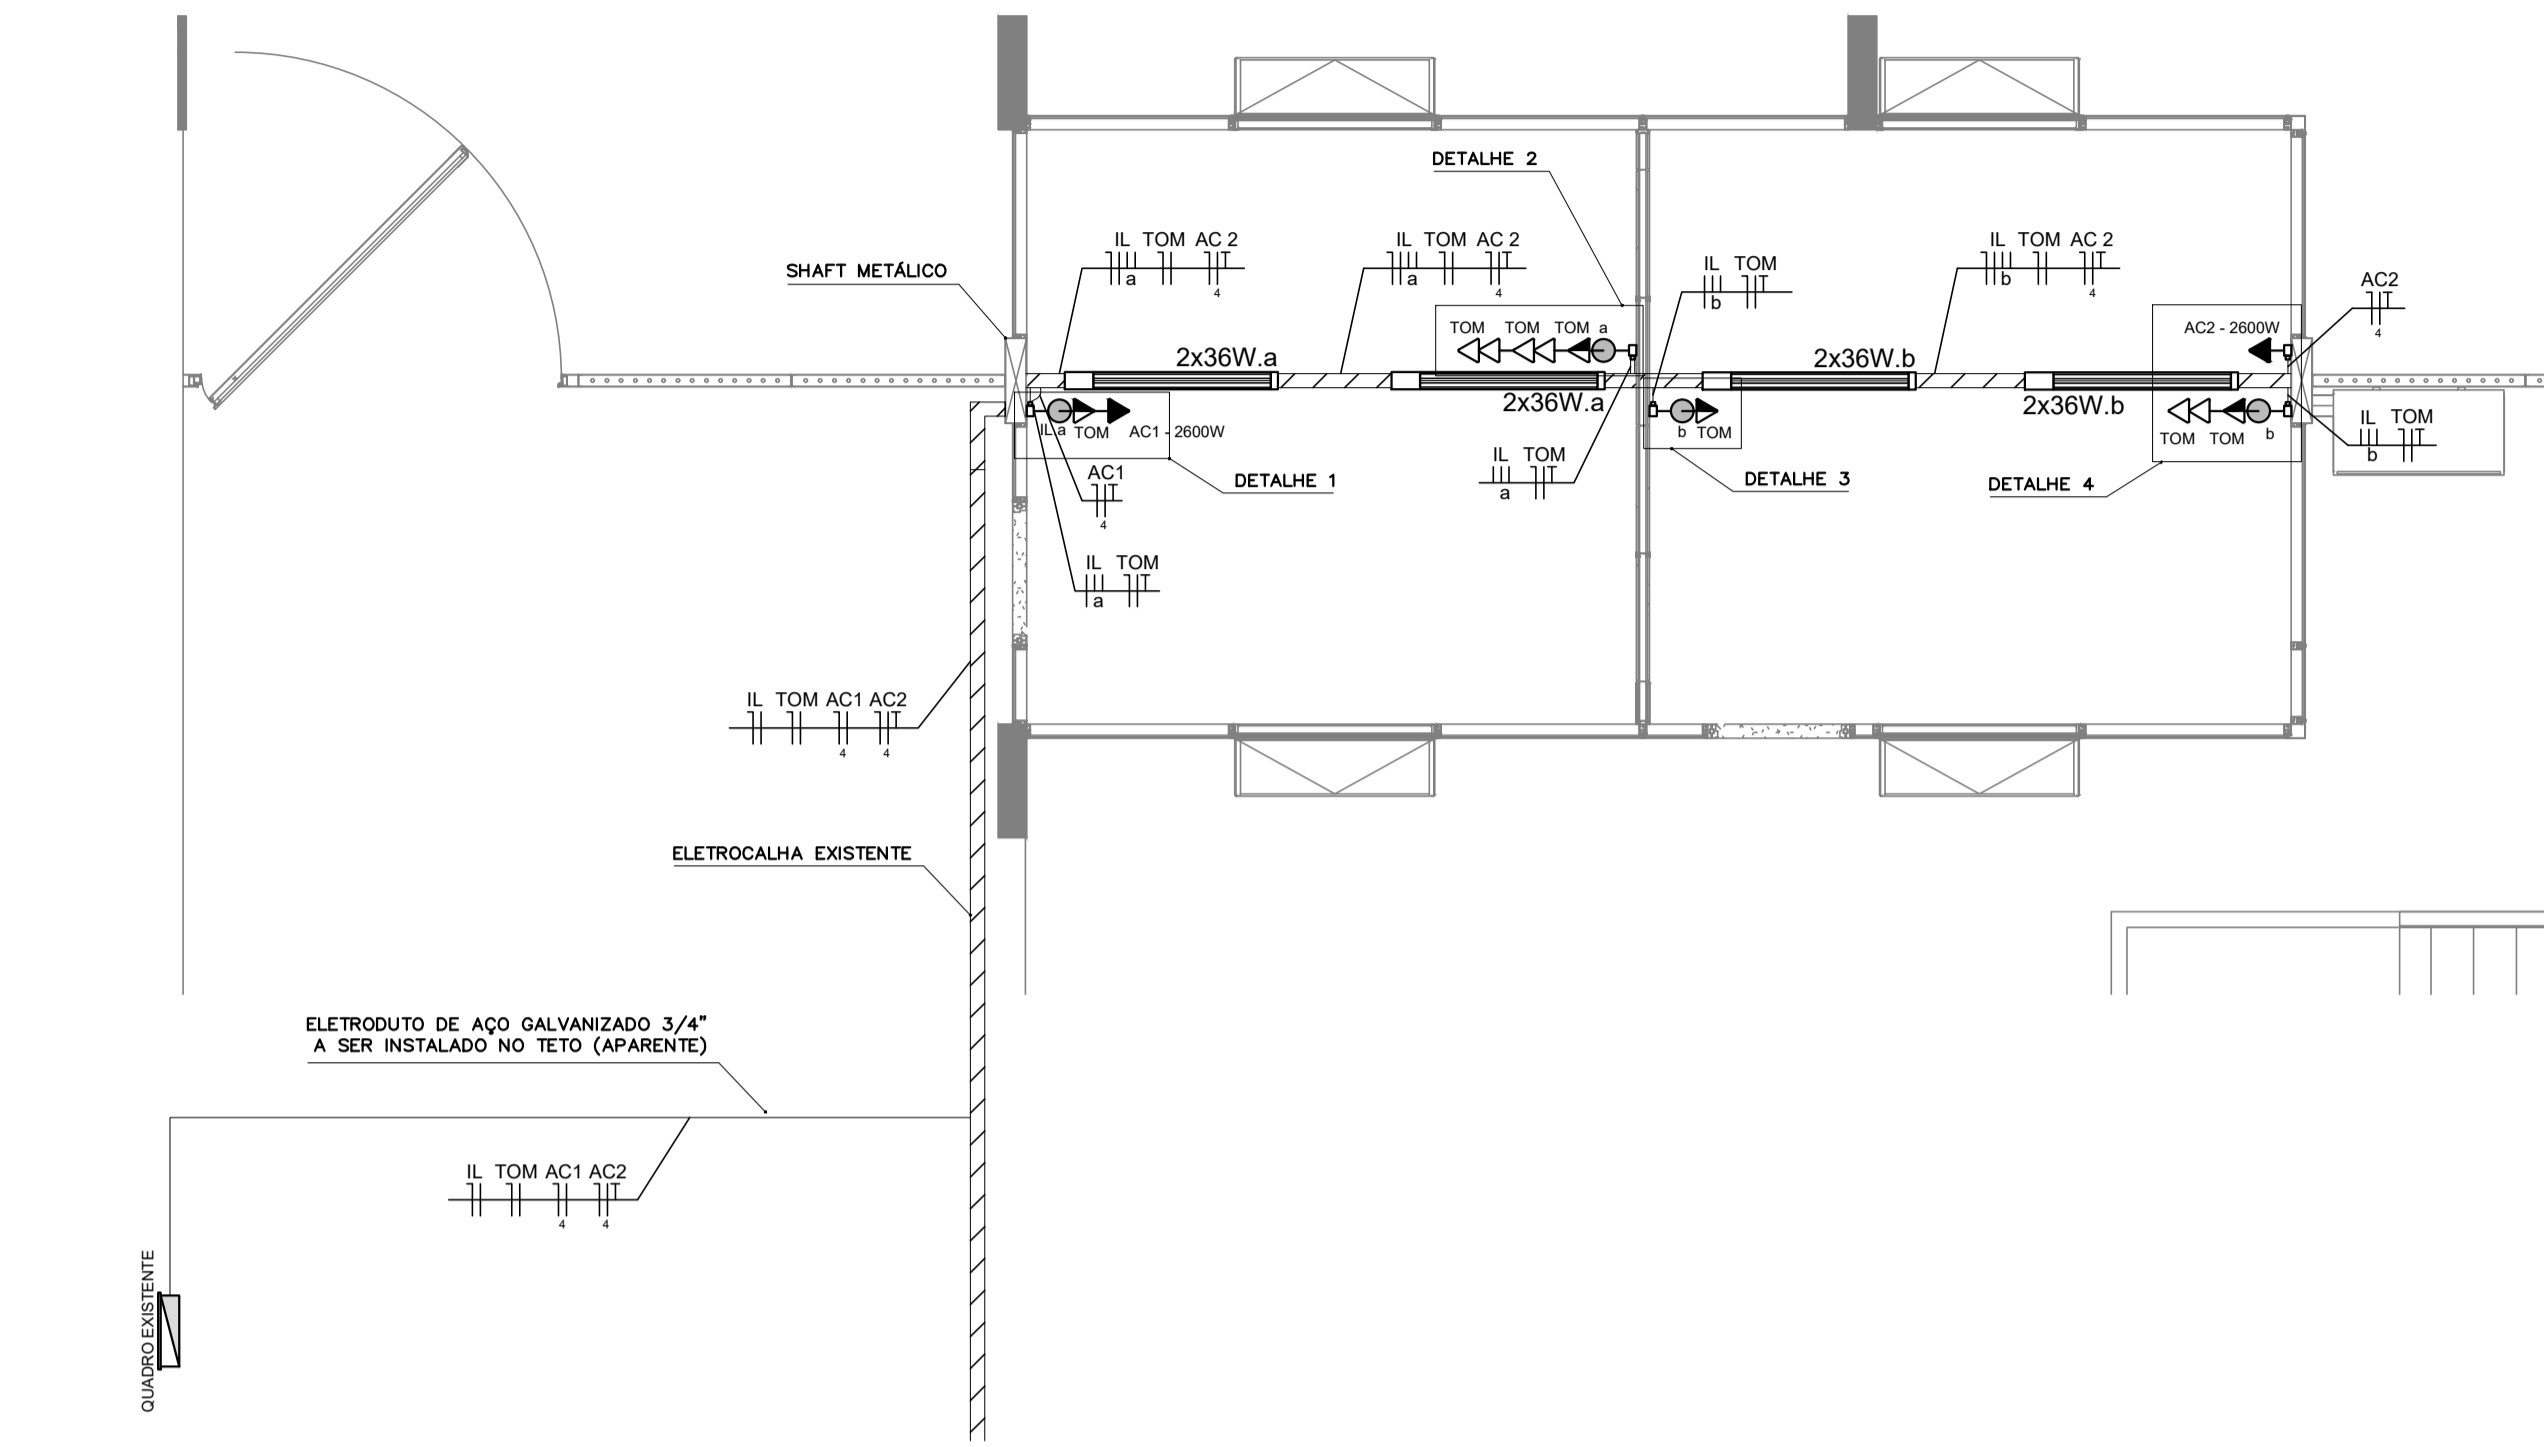 DETALHE 2
IL TOM AC 2
a
4
IL TOM AC 2
a
4
IL TOM AC 2
b
4
SHAFT METÁLICO
IL TOM
b
AC2
4
TOM TOM TOM a
AC2 - 2600W
2x36W.a
2x36W.b
2x36W.a
2x36W.b
IL a TOM AC1 - 2600W
b TOM
TOM TOM b
IL TOM
b
IL TOM
a
AC1
4
DETALHE 1
DETALHE 3
DETALHE 4
IL TOM
a
IL TOM AC1 AC2
4 4
ELETROCALHA EXISTENTE
ELETRODUTO DE AÇO GALVANIZADO 3/4"
A SER INSTALADO NO TETO (APARENTE)
IL TOM AC1 AC2
4 4
QUADRO EXISTENTE